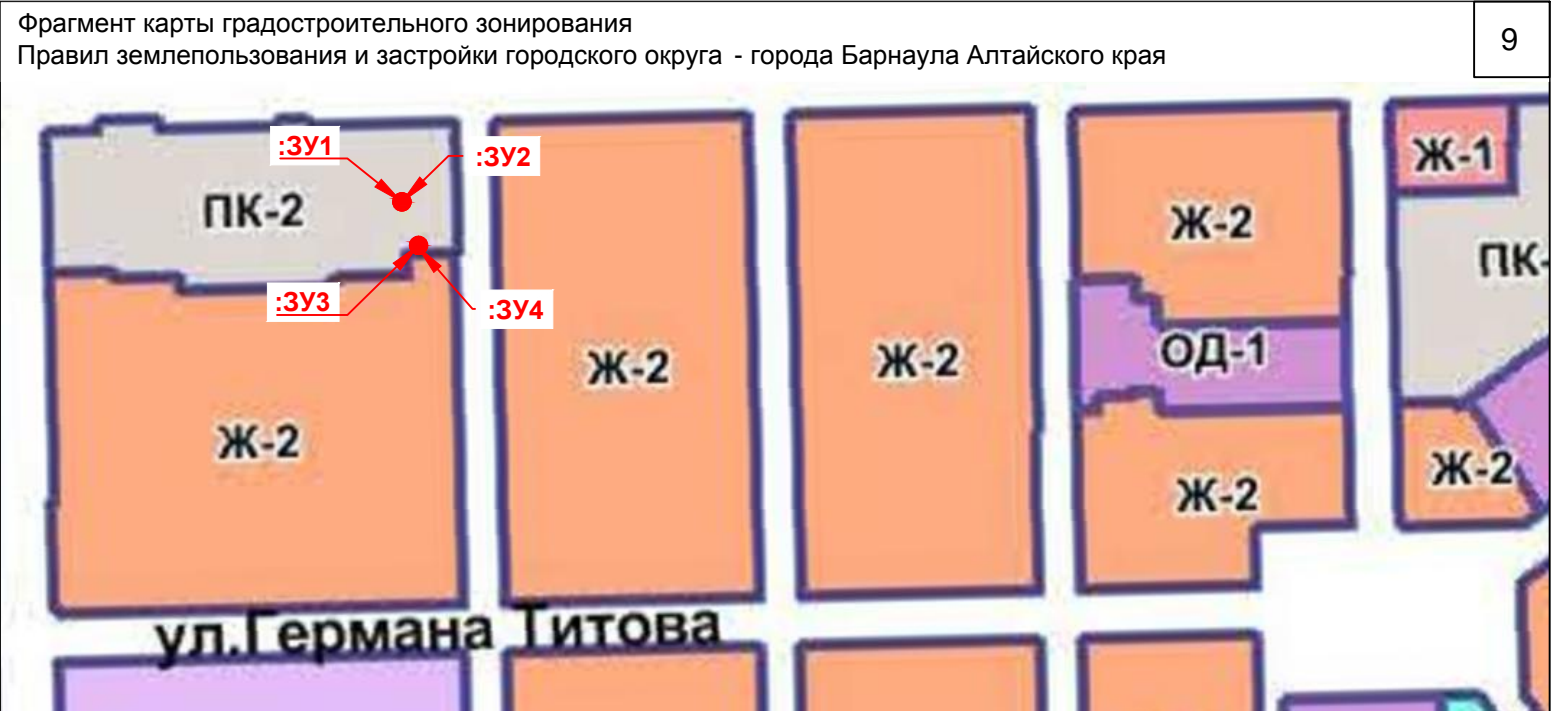 Фрагмент карты градостроительного зонирования
Правил землепользования и застройки городского округа - города Барнаула Алтайского края
9
:ЗУ1
:ЗУ2
ПК-2
:ЗУ3
:ЗУ4
Ж-2
Ж-2
Ж-2
Ж-2
ОД-1
Ж-2
Ж-1
ПК-
Ж-2
ул.Германа Титова